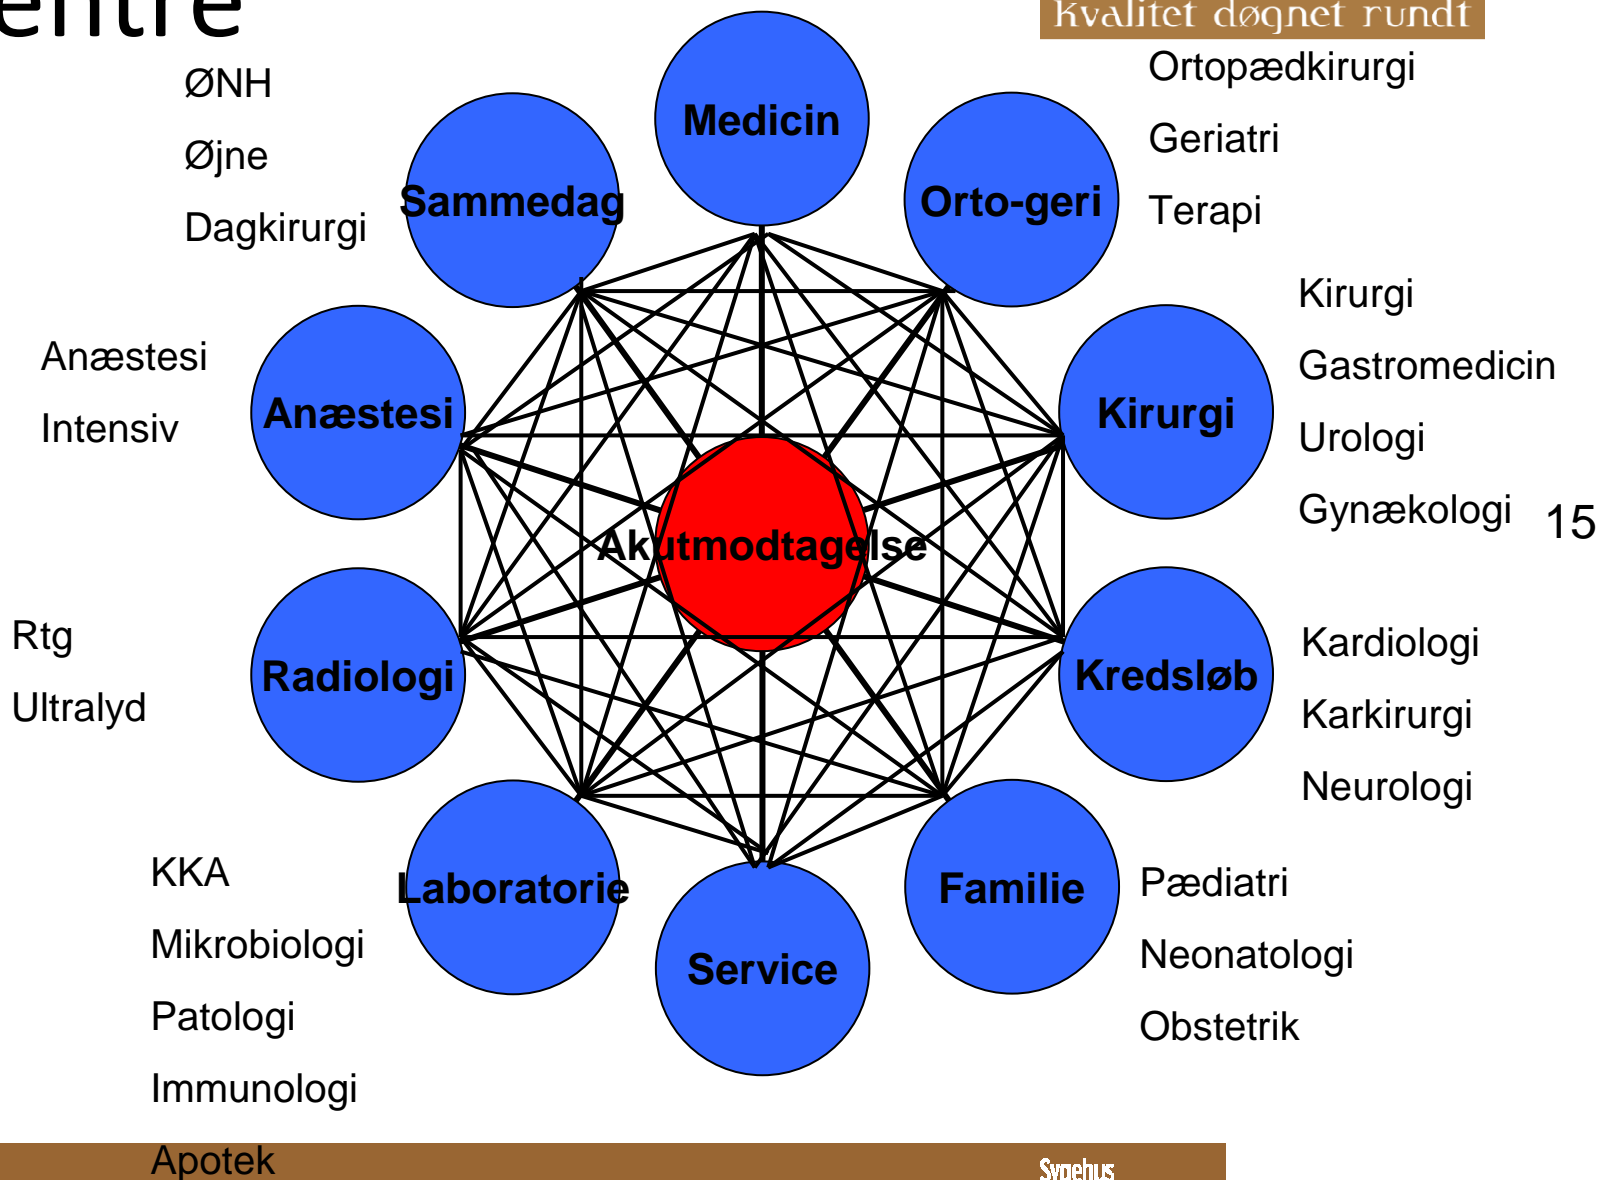 entre
Kvalitet døgnet rundt
ØNH
Øjne
Dagkirurgi
Sammedag
Medicin
Orto-geri
Ortopædkirurgi
Geriatri
Terapi
Anæstesi
Intensiv
Anæstesi
Kirurgi
Kirurgi
Gastromedicin
Urologi
Gynækologi
15
Akutmodtagelse
Rtg
Ultralyd
Radiologi
Kredsløb
Kardiologi
Karkirurgi
Neurologi
KKA
Mikrobiologi
Patologi
Immunologi
Apotek
Laboratorie
Service
Familie
Pædiatri
Neonatologi
Obstetrik
Sygehus